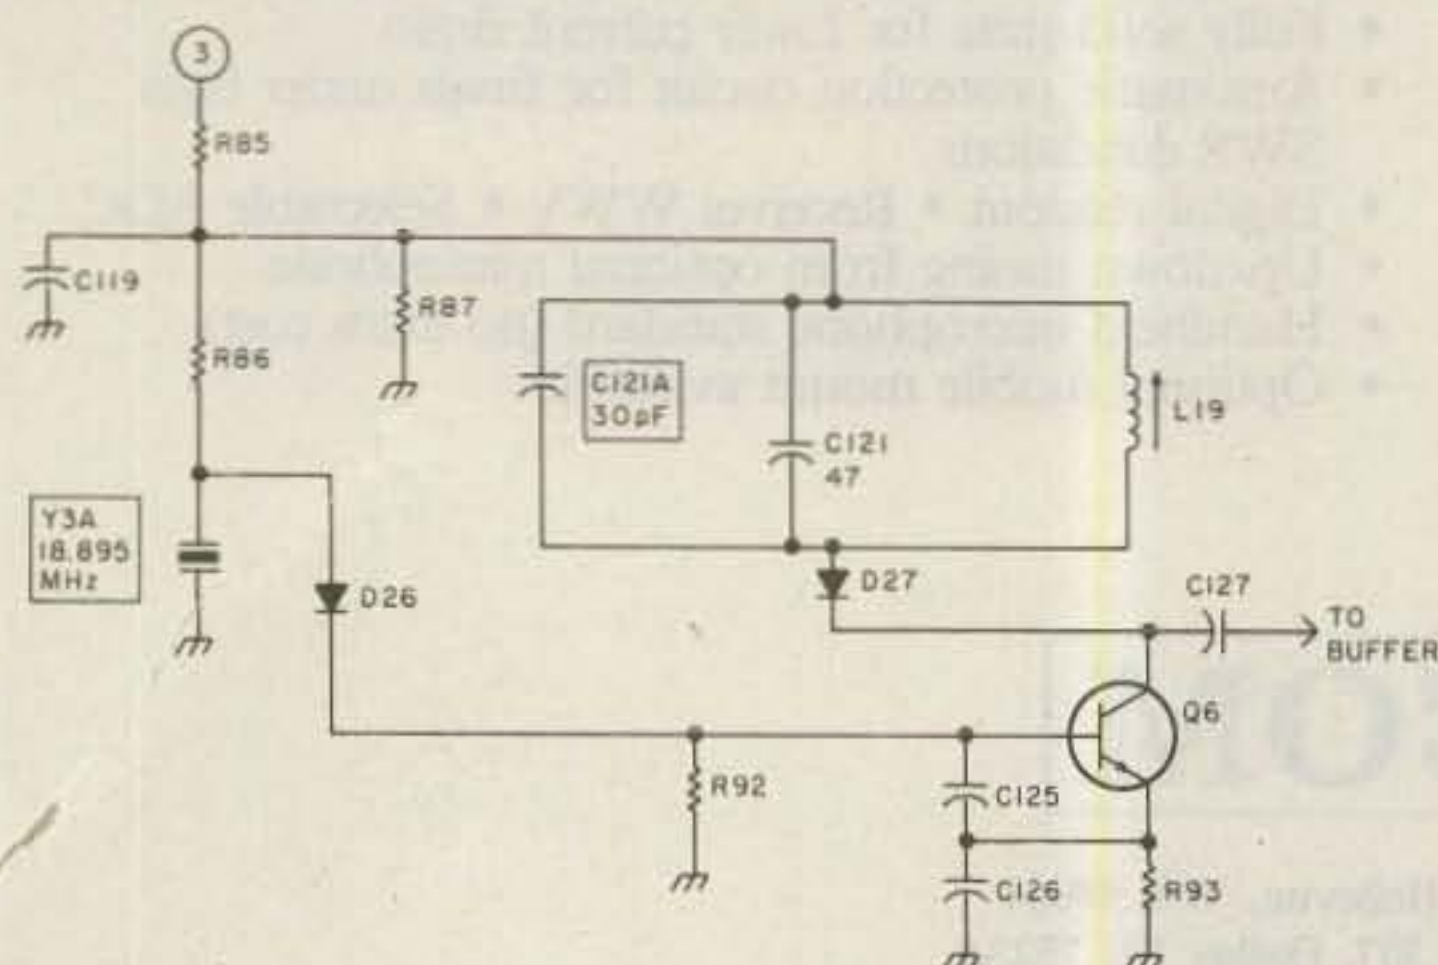 3
R85
C119
R87
R86
C121A
30pF
C121
47
L19
Y3A
18.895
MHz
D26
D27
C127
TO
BUFFER
Q6
R92
C125
C126
R93